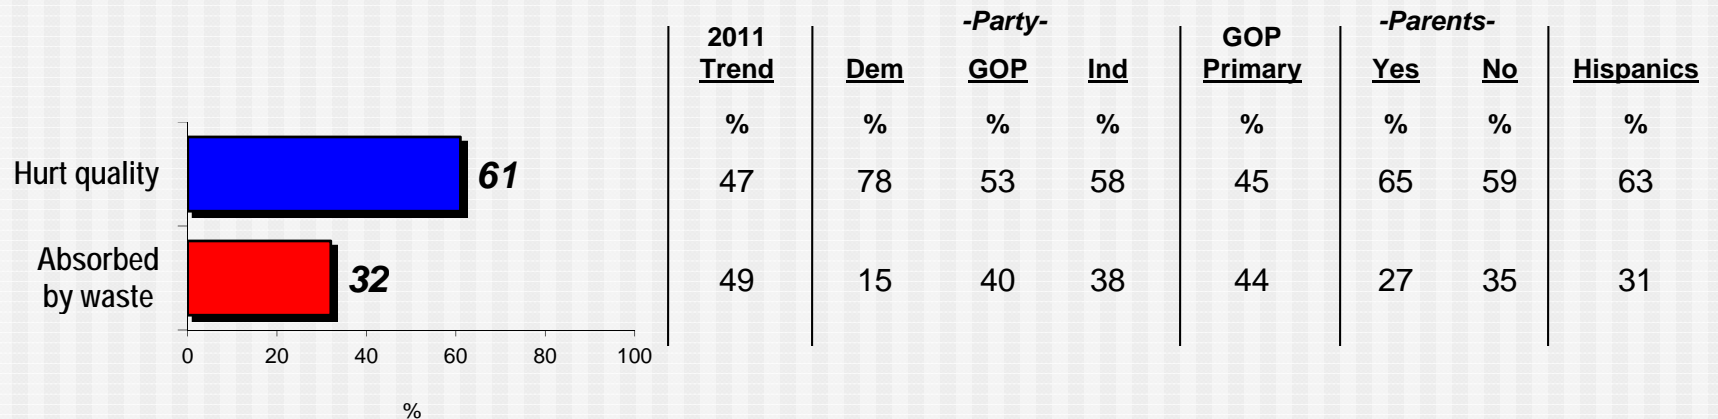 -Party- -Parents-
2011 GOP
Trend Dem GOP Ind Primary Yes No Hispanics
% % % % % % % %
Hurt quality 61 47 78 53 58 45 65 59 63
Absorbed
by waste 32 49 15 40 38 44 27 35 31
0 20 40 60 80 100
%